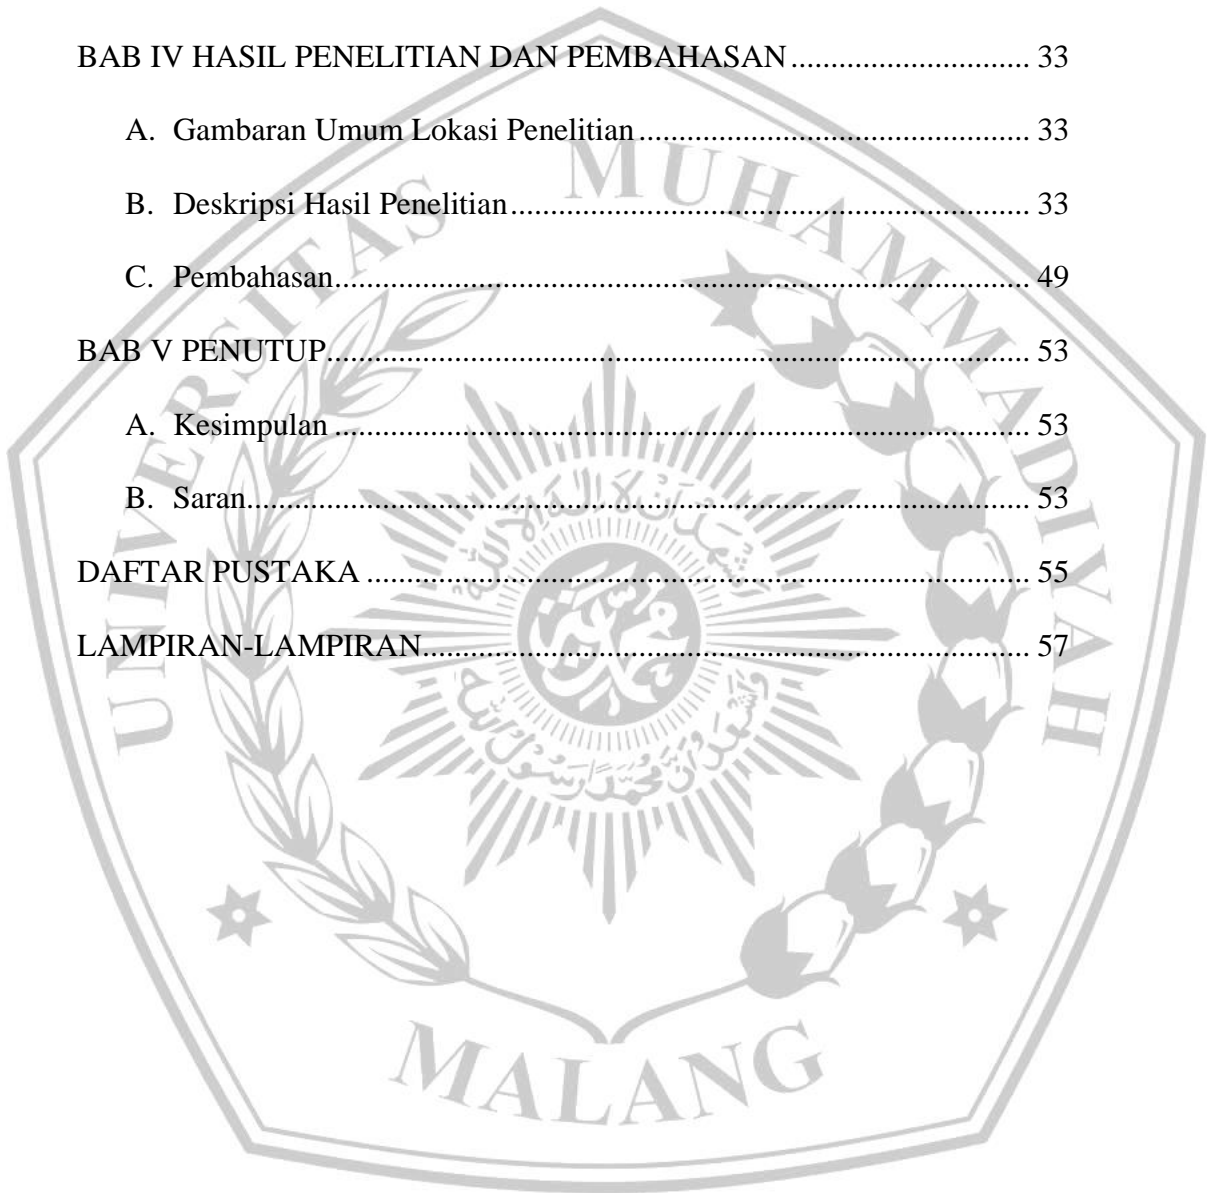 BAB IV HASIL PENELITIAN DAN PEMBAHASAN ............................. 33
A. Gambaran Umum Lokasi Penelitian ................................................ 33
B. Deskripsi Hasil Penelitian ................................................................ 33
C. Pembahasan ...................................................................................... 49
BAB V PENUTUP ....................................................................................... 53
A. Kesimpulan ...................................................................................... 53
B. Saran ................................................................................................. 53
DAFTAR PUSTAKA .................................................................................. 55
LAMPIRAN-LAMPIRAN ........................................................................... 57
UNIVERSITAS MUHAMMADIYAH
MALANG